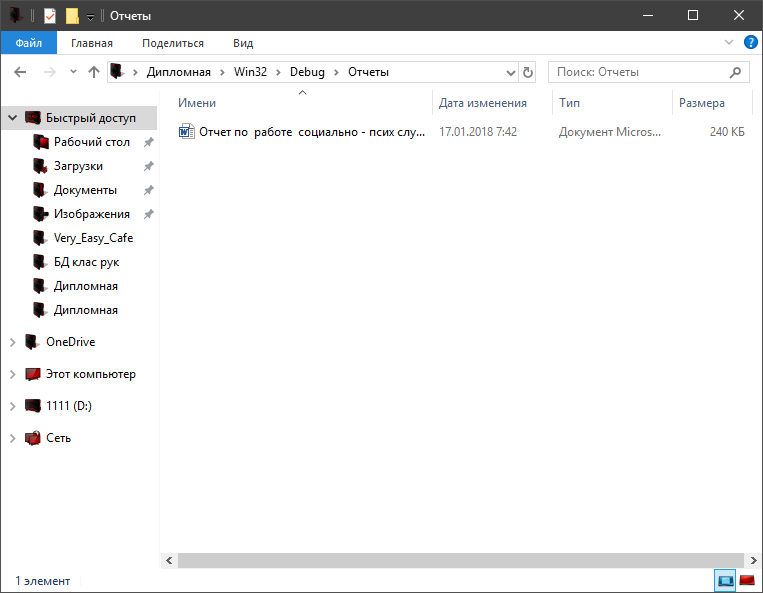 Отчеты
Файл Главная Поделиться Вид
Дипломная Win32 Debug Отчеты Поиск: Отчеты
Имени Дата изменения Тип Размера
Отчет по работе социально - псих слу... 17.01.2018 7:42 Документ Micros... 240 КБ
Быстрый доступ
Рабочий стол
Загрузки
Документы
Изображения
Very_Easy_Cafe
БД клас рук
Дипломная
Дипломная
OneDrive
Этот компьютер
1111 (D:)
Сеть
1 элемент